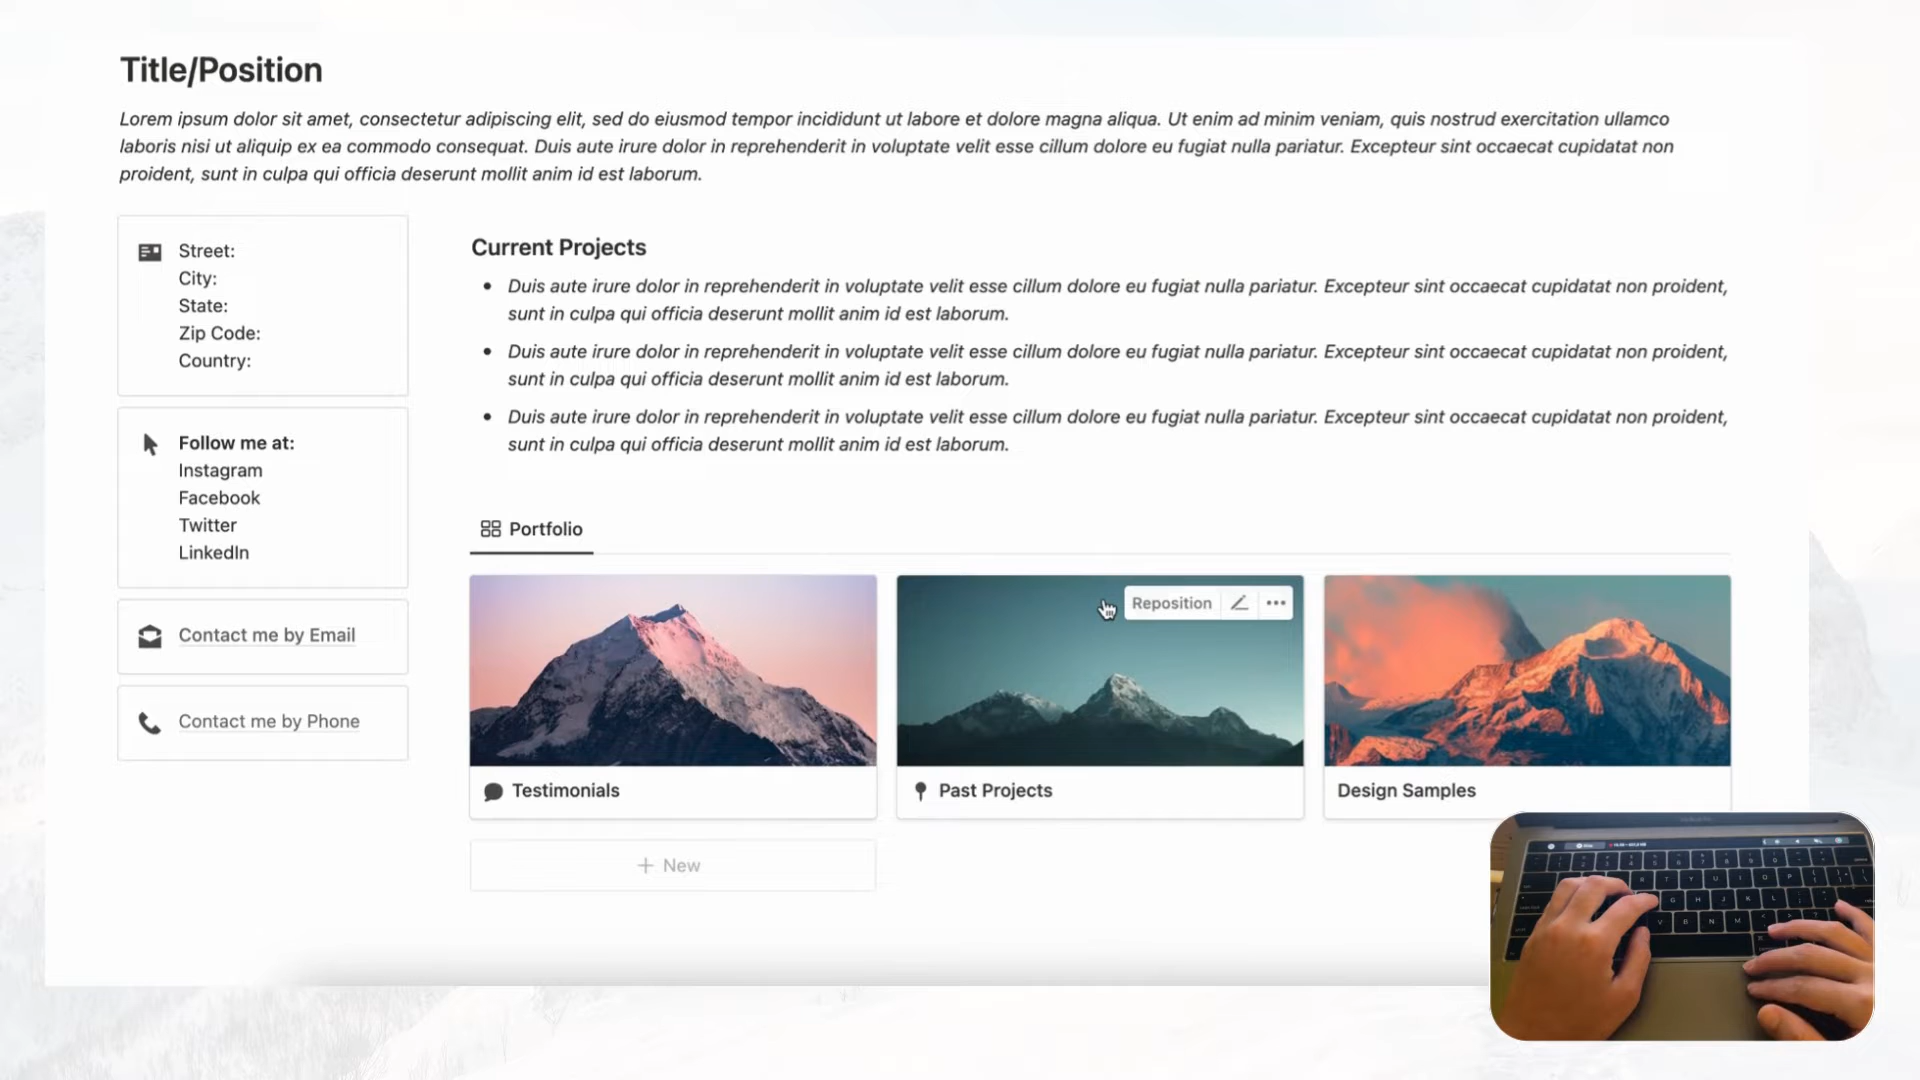 Title/Position
Lorem ipsum dolor sit amet, consectetur adipiscing elit, sed do eiusmod tempor incididunt ut labore et dolore magna aliqua. Ut enim ad minim veniam, quis nostrud exercitation ullamco
laboris nisi ut aliquip ex ea commodo consequat. Duis aute irure dolor in reprehenderit in voluptate velit esse cillum dolore eu fugiat nulla pariatur. Excepteur sint occaecat cupidatat non
proident, sunt in culpa qui officia deserunt mollit anim id est laborum.
Street:
City:
State:
Zip Code:
Country:
Follow me at:
Instagram
Facebook
Twitter
LinkedIn
Contact me by Email
Contact me by Phone
Current Projects
• Duis aute irure dolor in reprehenderit in voluptate velit esse cillum dolore eu fugiat nulla pariatur. Excepteur sint occaecat cupidatat non proident,
sunt in culpa qui officia deserunt mollit anim id est laborum.
• Duis aute irure dolor in reprehenderit in voluptate velit esse cillum dolore eu fugiat nulla pariatur. Excepteur sint occaecat cupidatat non proident,
sunt in culpa qui officia deserunt mollit anim id est laborum.
• Duis aute irure dolor in reprehenderit in voluptate velit esse cillum dolore eu fugiat nulla pariatur. Excepteur sint occaecat cupidatat non proident,
sunt in culpa qui officia deserunt mollit anim id est laborum.
Portfolio
Reposition
Testimonials
Past Projects
Design Samples
+ New